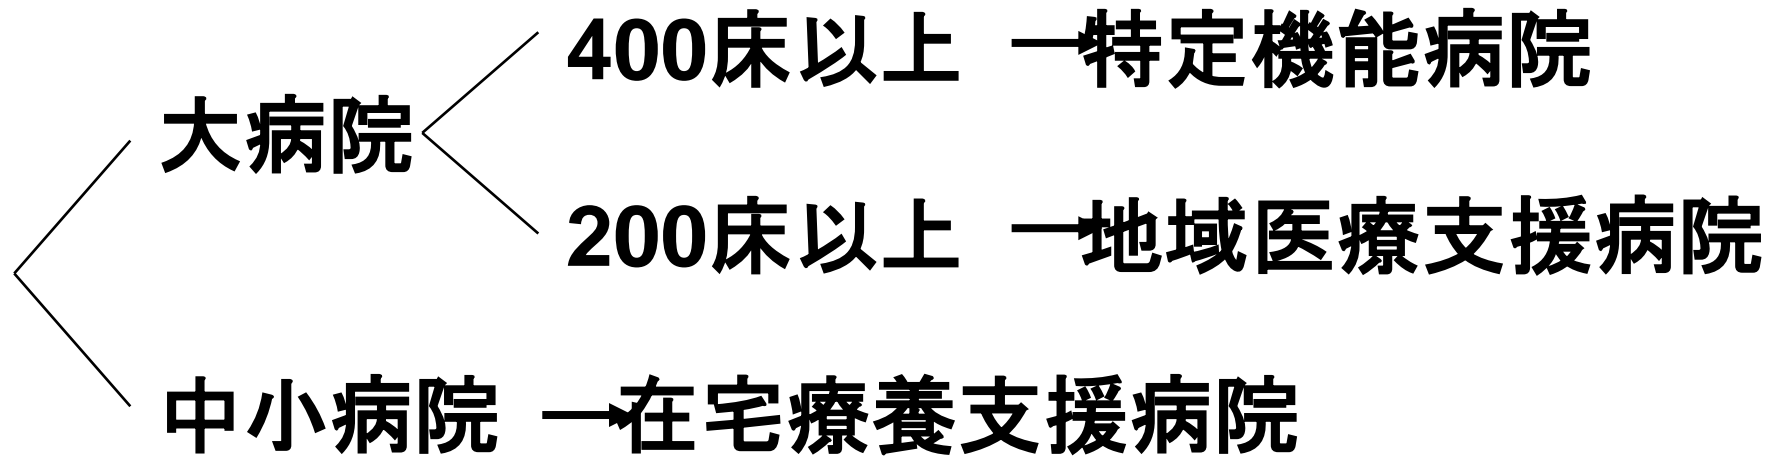 400床以上 →特定機能病院
大病院
200床以上 →地域医療支援病院
中小病院 →在宅療養支援病院